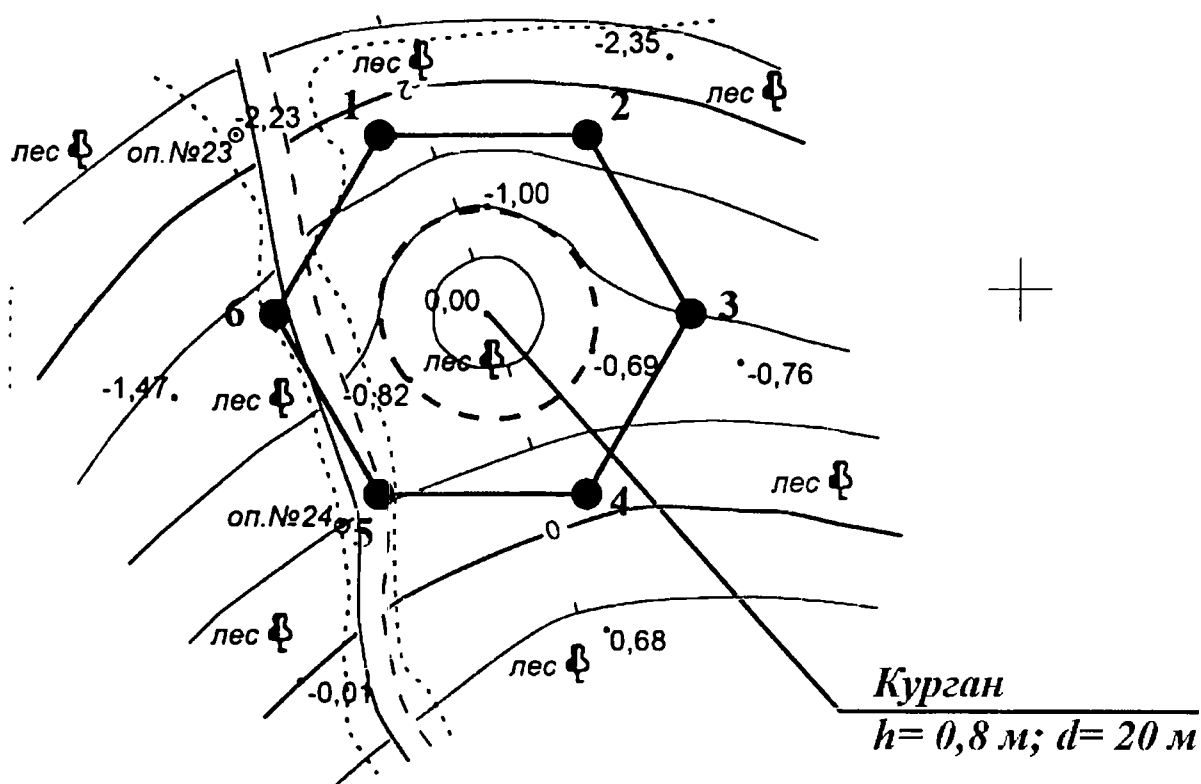 -2,35
лес
лес
-2
1
2
-2,23
лес
оп.№23
-1,00
0,00
6
3
лес
-0,69
-0,76
-1,47
лес
-0,82
лес
оп.№24
5
4
0
лес
0,68
лес
-0,01
Курган
h= 0,8 м; d= 20 м